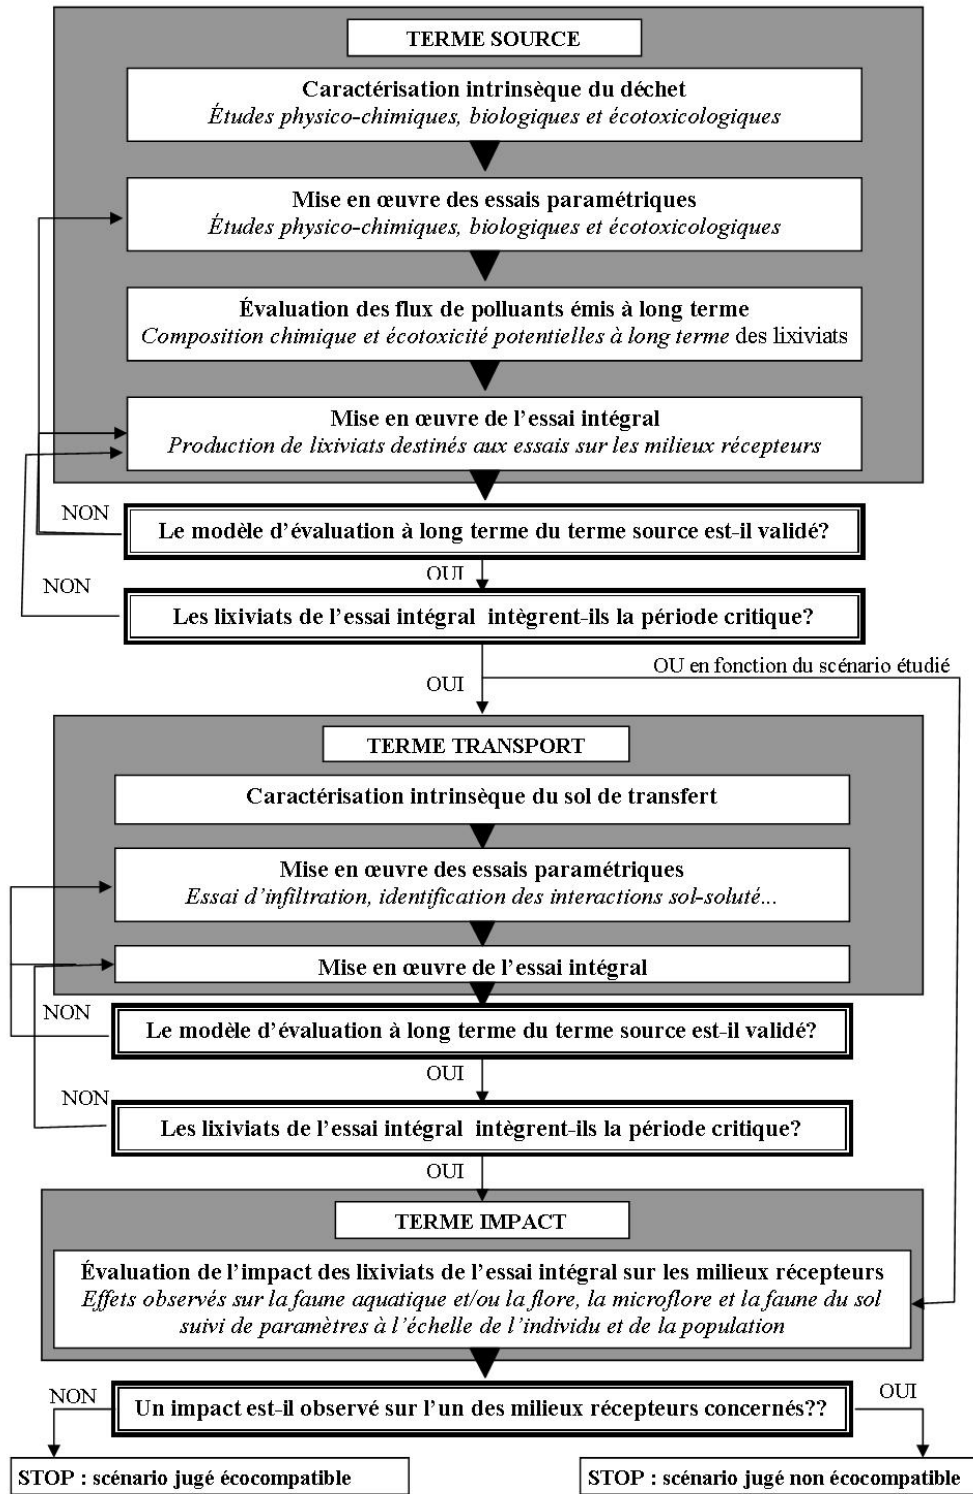 TERME SOURCE
Caractérisation intrinsèque du déchet
Études physico-chimiques, biologiques et écotoxicologiques
Mise en œuvre des essais paramétriques
Études physico-chimiques, biologiques et écotoxicologiques
Évaluation des flux de polluants émis à long terme
Composition chimique et écotoxicité potentielles à long terme des lixiviats
Mise en œuvre de l’essai intégral
Production de lixiviats destinés aux essais sur les milieux récepteurs
NON
Le modèle d’évaluation à long terme du terme source est-il validé?
OUI
NON
Les lixiviats de l’essai intégral intègrent-ils la période critique?
OU en fonction du scénario étudié
OUI
TERME TRANSPORT
Caractérisation intrinsèque du sol de transfert
Mise en œuvre des essais paramétriques
Essai d’infiltration, identification des interactions sol-soluté...
Mise en œuvre de l’essai intégral
NON
Le modèle d’évaluation à long terme du terme source est-il validé?
OUI
NON
Les lixiviats de l’essai intégral intègrent-ils la période critique?
OUI
TERME IMPACT
Évaluation de l’impact des lixiviats de l’essai intégral sur les milieux récepteurs
Effets observés sur la faune aquatique et/ou la flore, la microflore et la faune du sol
suivi de paramètres à l’échelle de l’individu et de la population
NON
Un impact est-il observé sur l’un des milieux récepteurs concernés??
OUI
STOP : scénario jugé écocompatible
STOP : scénario jugé non écocompatible